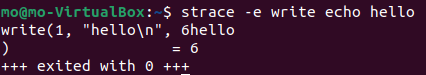 mo@mo-VirtualBox:~$ strace -e write echo hello
write(1, "hello\n", 6hello
)                       = 6
+++ exited with 0 +++